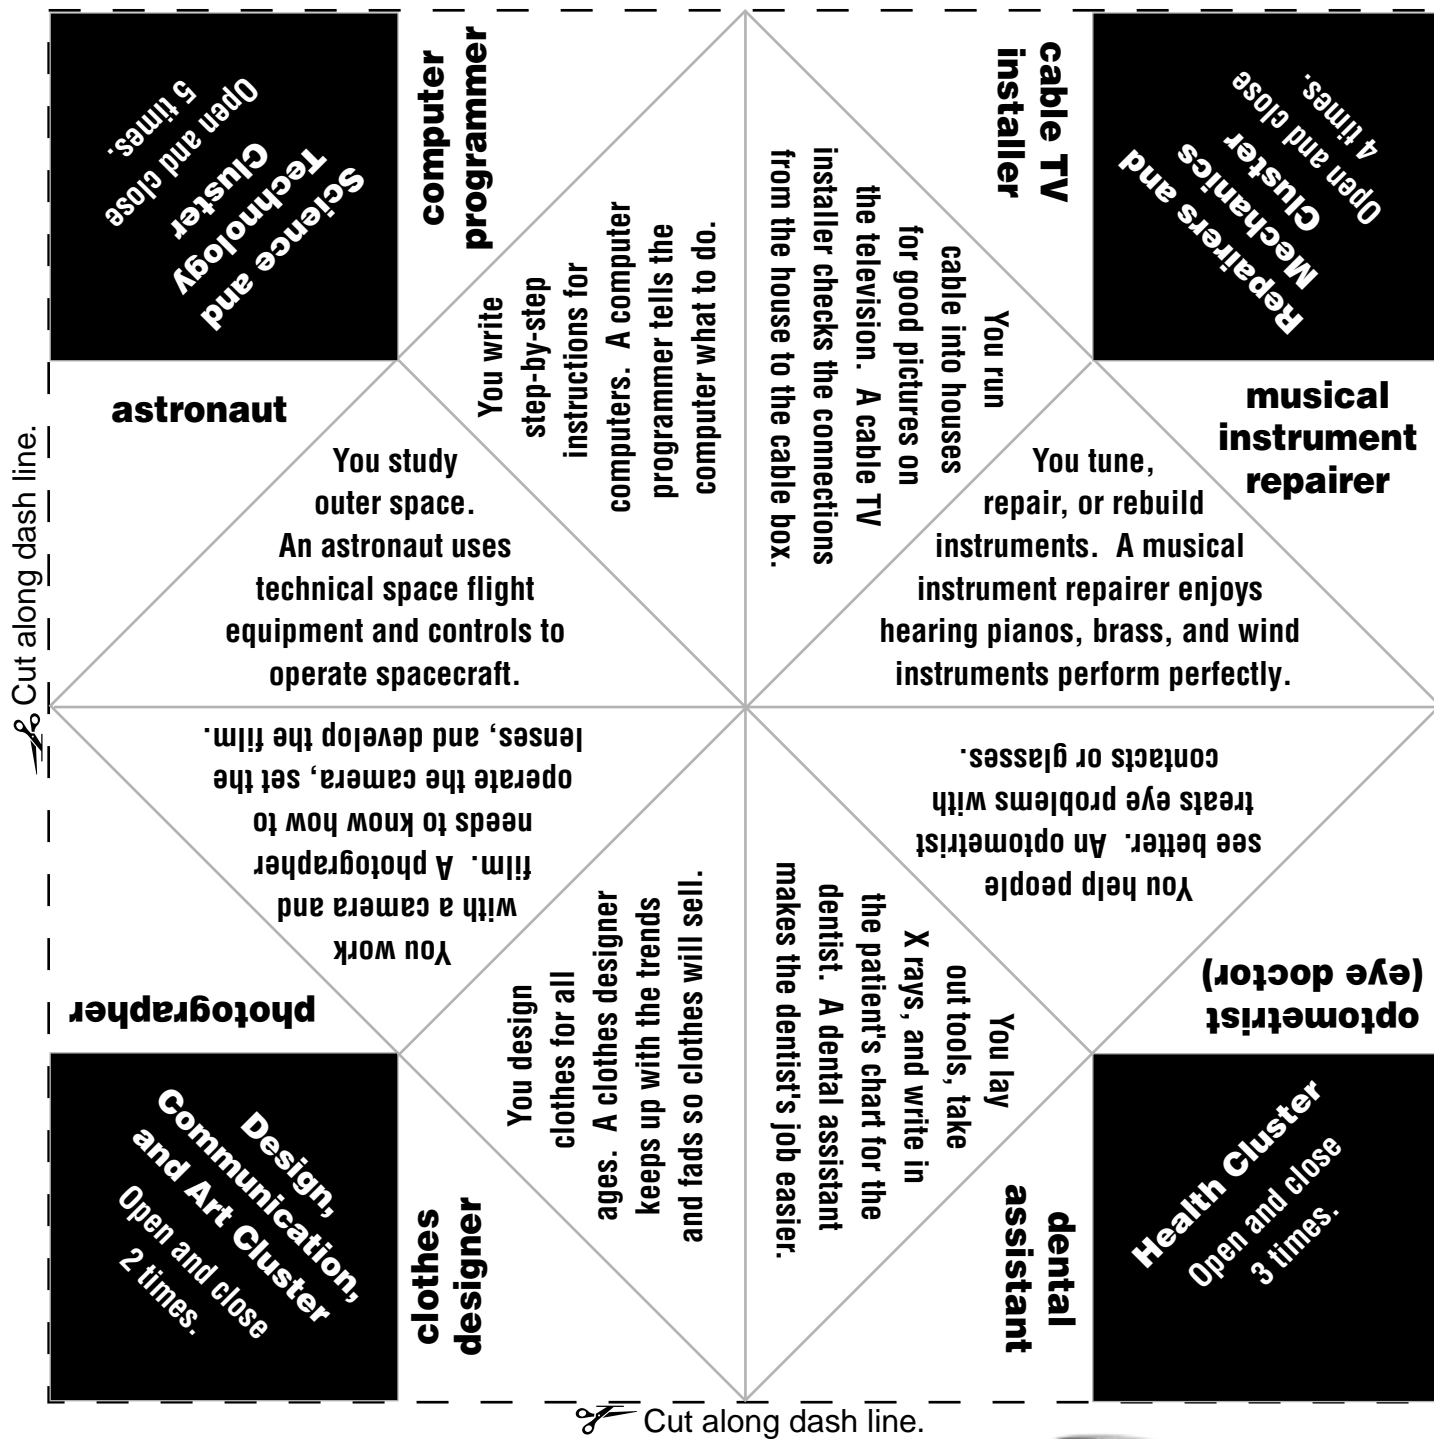 Science and
Technology
Cluster
Open and close
5 times.
computer
programmer
You write
step-by-step
instructions for
computers.  A computer
programmer tells the
computer what to do.
cable TV
installer
You run
cable into houses
for good pictures on
the television.  A cable TV
installer checks the connections
from the house to the cable box.
Repairers and
Mechanics
Cluster
Open and close
4 times.
astronaut
You study
outer space.
An astronaut uses
technical space flight
equipment and controls to
operate spacecraft.
musical
instrument
repairer
You tune,
repair, or rebuild
instruments.  A musical
instrument repairer enjoys
hearing pianos, brass, and wind
instruments perform perfectly.
Cut along dash line.
photographer
You work
with a camera and
film.  A photographer
needs to know how to
operate the camera, set the
lenses, and develop the film.
optometrist
(eye doctor)
You help people
see better.  An optometrist
treats eye problems with
contacts or glasses.
Design,
Communication,
and Art Cluster
Open and close
2 times.
clothes
designer
You design
clothes for all
ages.  A clothes designer
keeps up with the trends
and fads so clothes will sell.
dental
assistant
You lay
out tools, take
X rays, and write in
the patient's chart for the
dentist.  A dental assistant
makes the dentist's job easier.
Health Cluster
Open and close
3 times.
Cut along dash line.